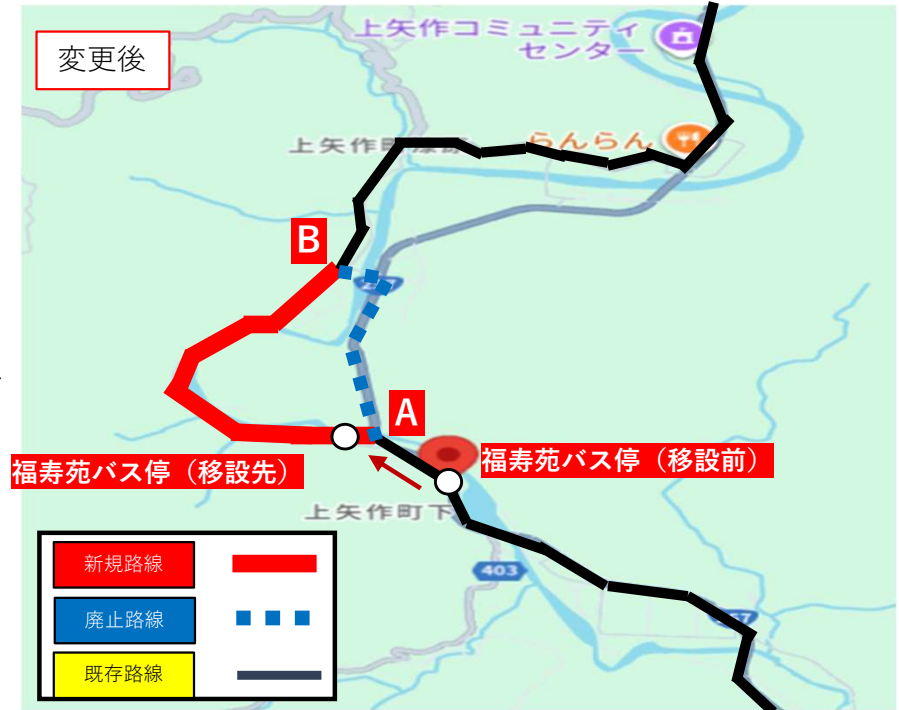 変更後
上矢作コミュニティ
センター
らんらん
上矢作町
B
A
福寿苑バス停（移設先）
福寿苑バス停（移設前）
上矢作町下
403
新規路線
廃止路線
既存路線